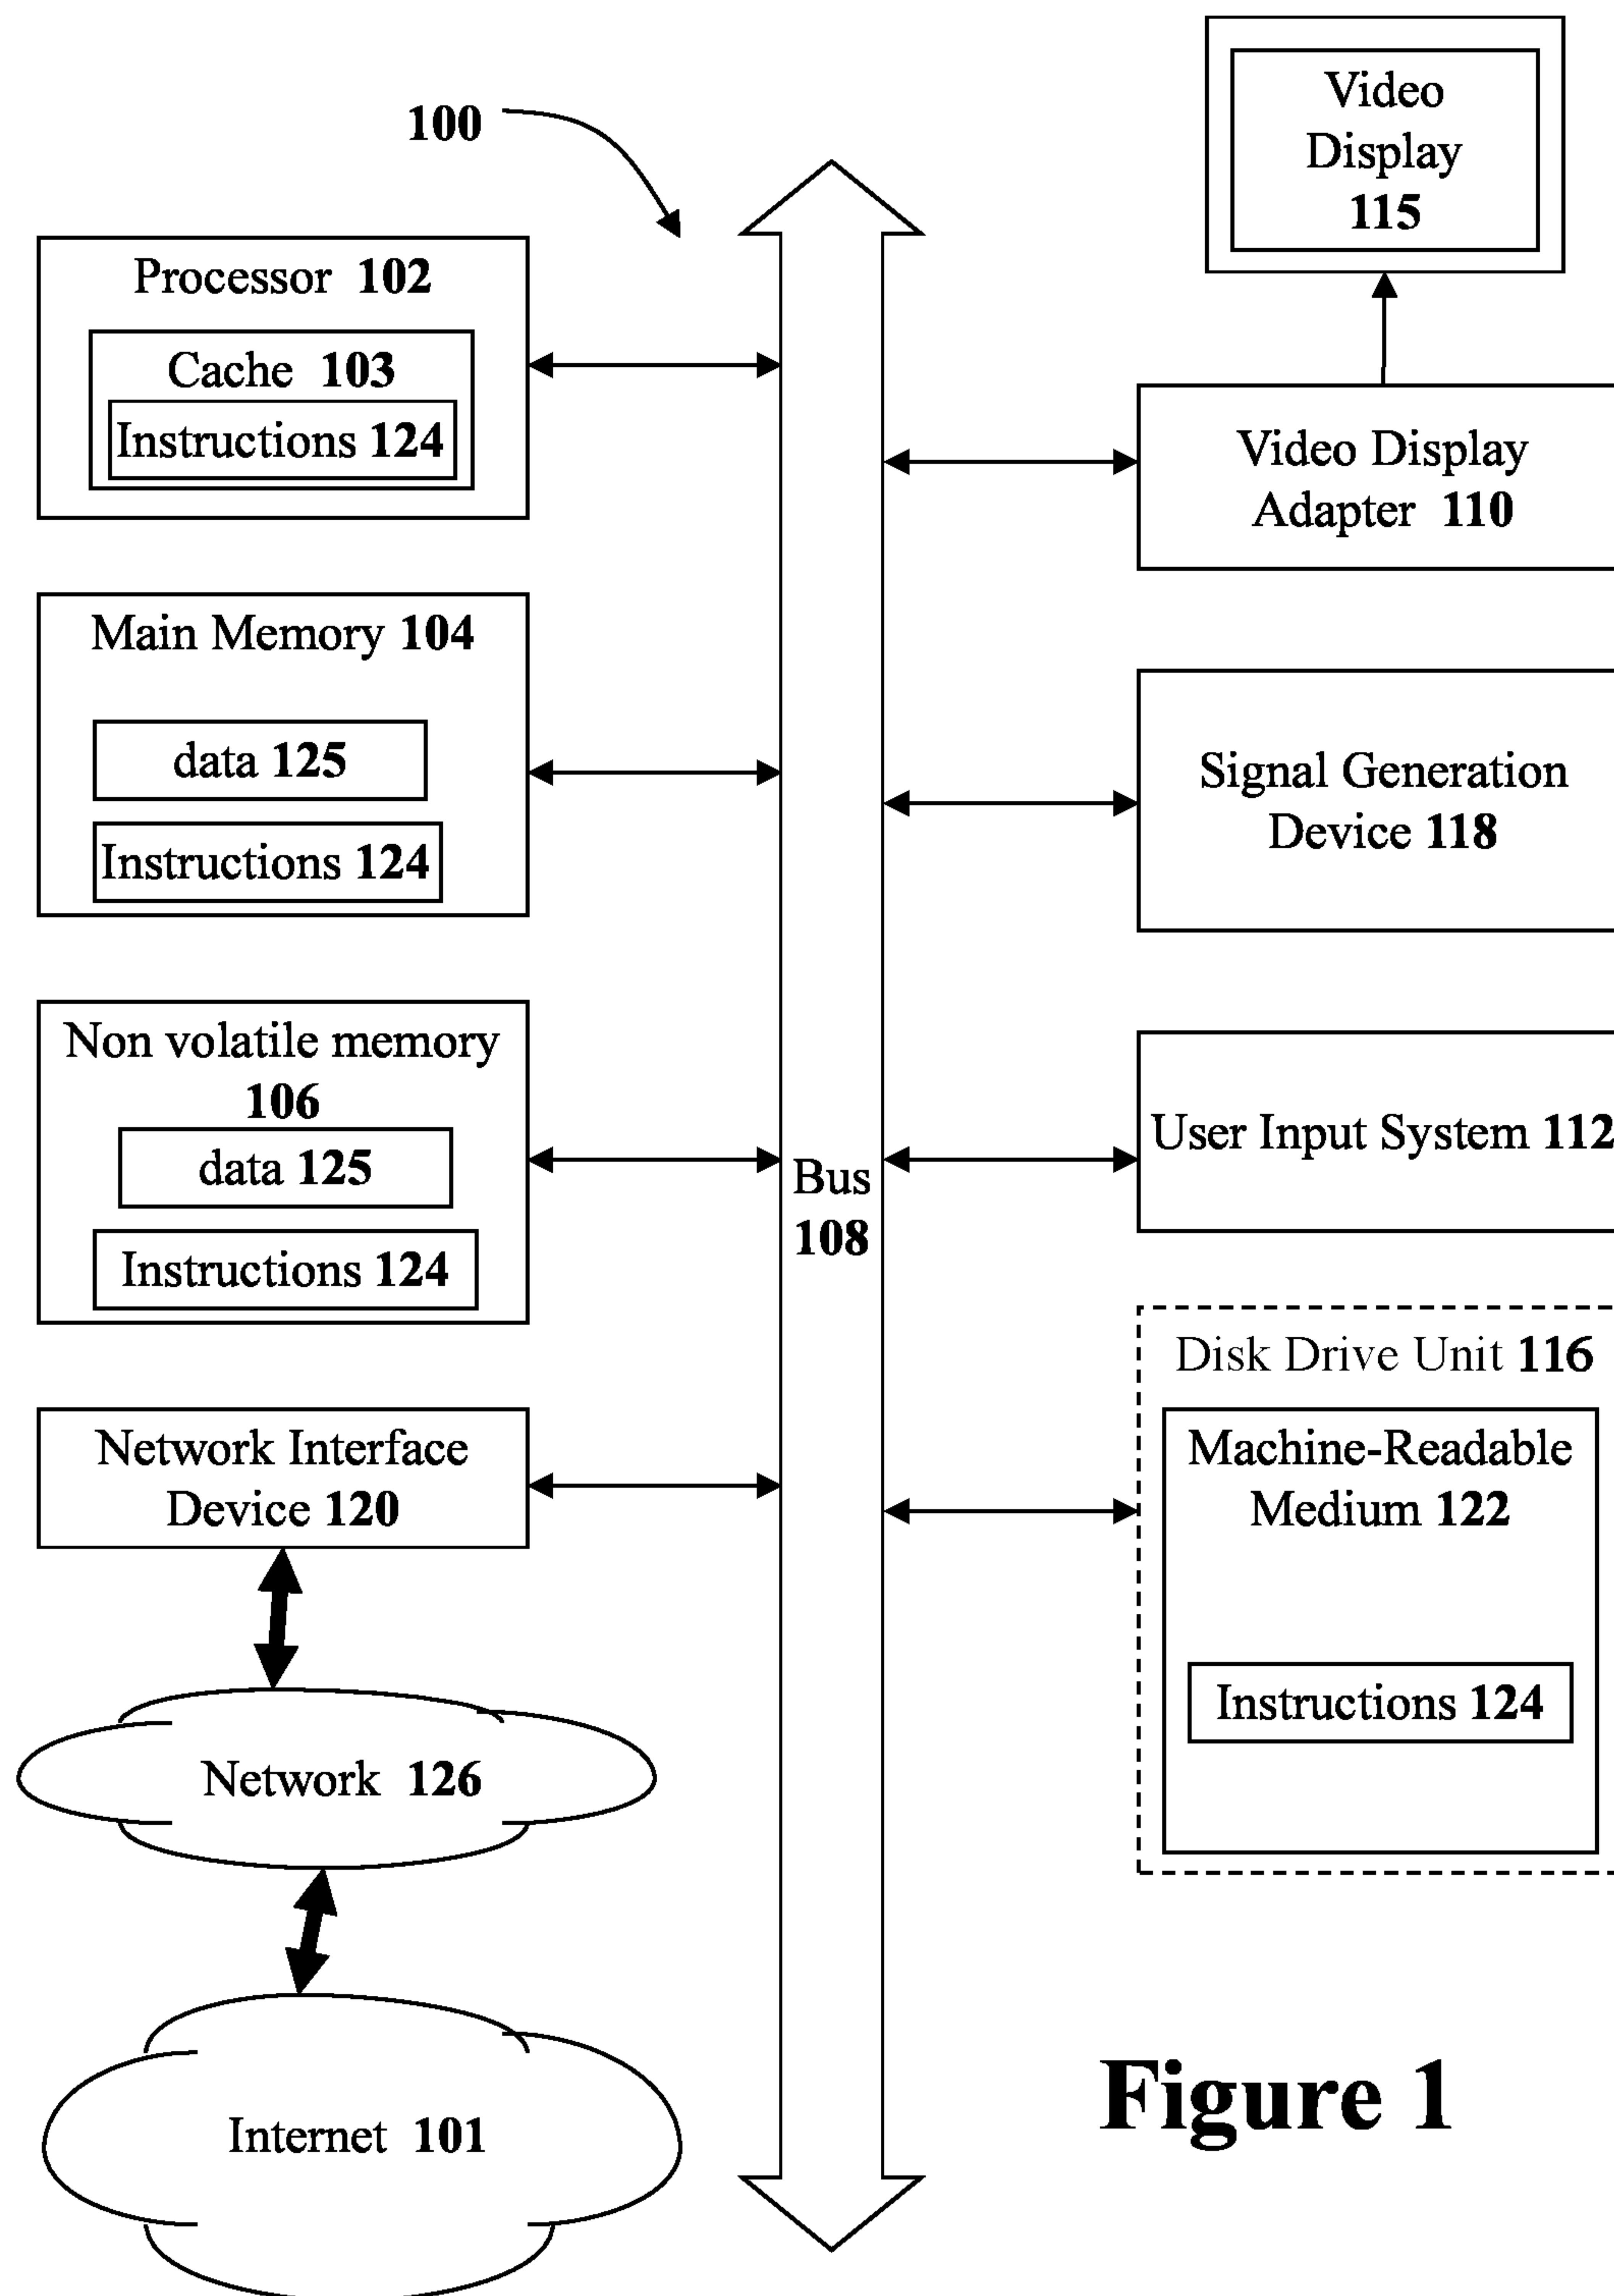 100
Processor 102
Cache 103
Instructions 124
Main Memory 104
data 125
Instructions 124
Non volatile memory
106
data 125
Instructions 124
Network Interface
Device 120
Network 126
Internet 101
Bus
108
Video
Display
115
Video Display
Adapter 110
Signal Generation
Device 118
User Input System 112
Disk Drive Unit 116
Machine-Readable
Medium 122
Instructions 124
Figure 1